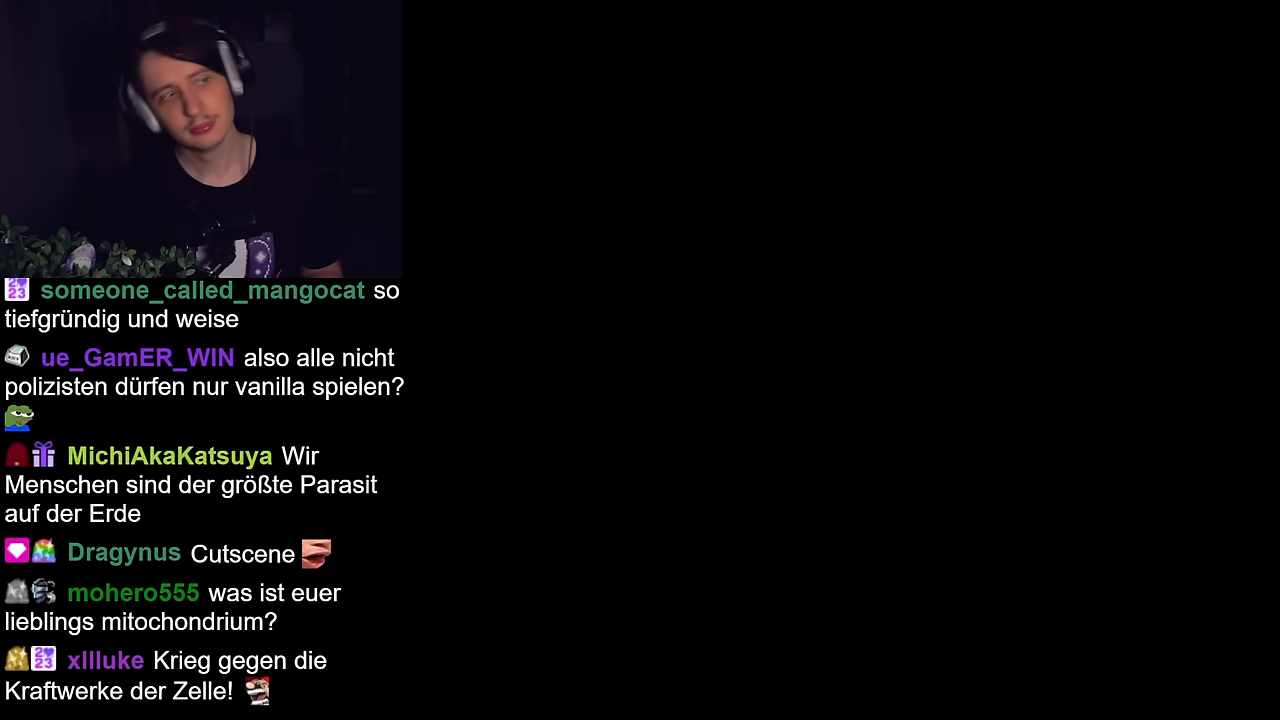 someone_called_mangocat so
tiefgründig und weise
ue_GamER_WIN also alle nicht
polizisten dürfen nur vanilla spielen?
MichiAkaKatsuya Wir
Menschen sind der größte Parasit
auf der Erde
Dragynus Cutscene
mohero555 was ist euer
lieblings mitochondrium?
xllluke Krieg gegen die
Kraftwerke der Zelle!